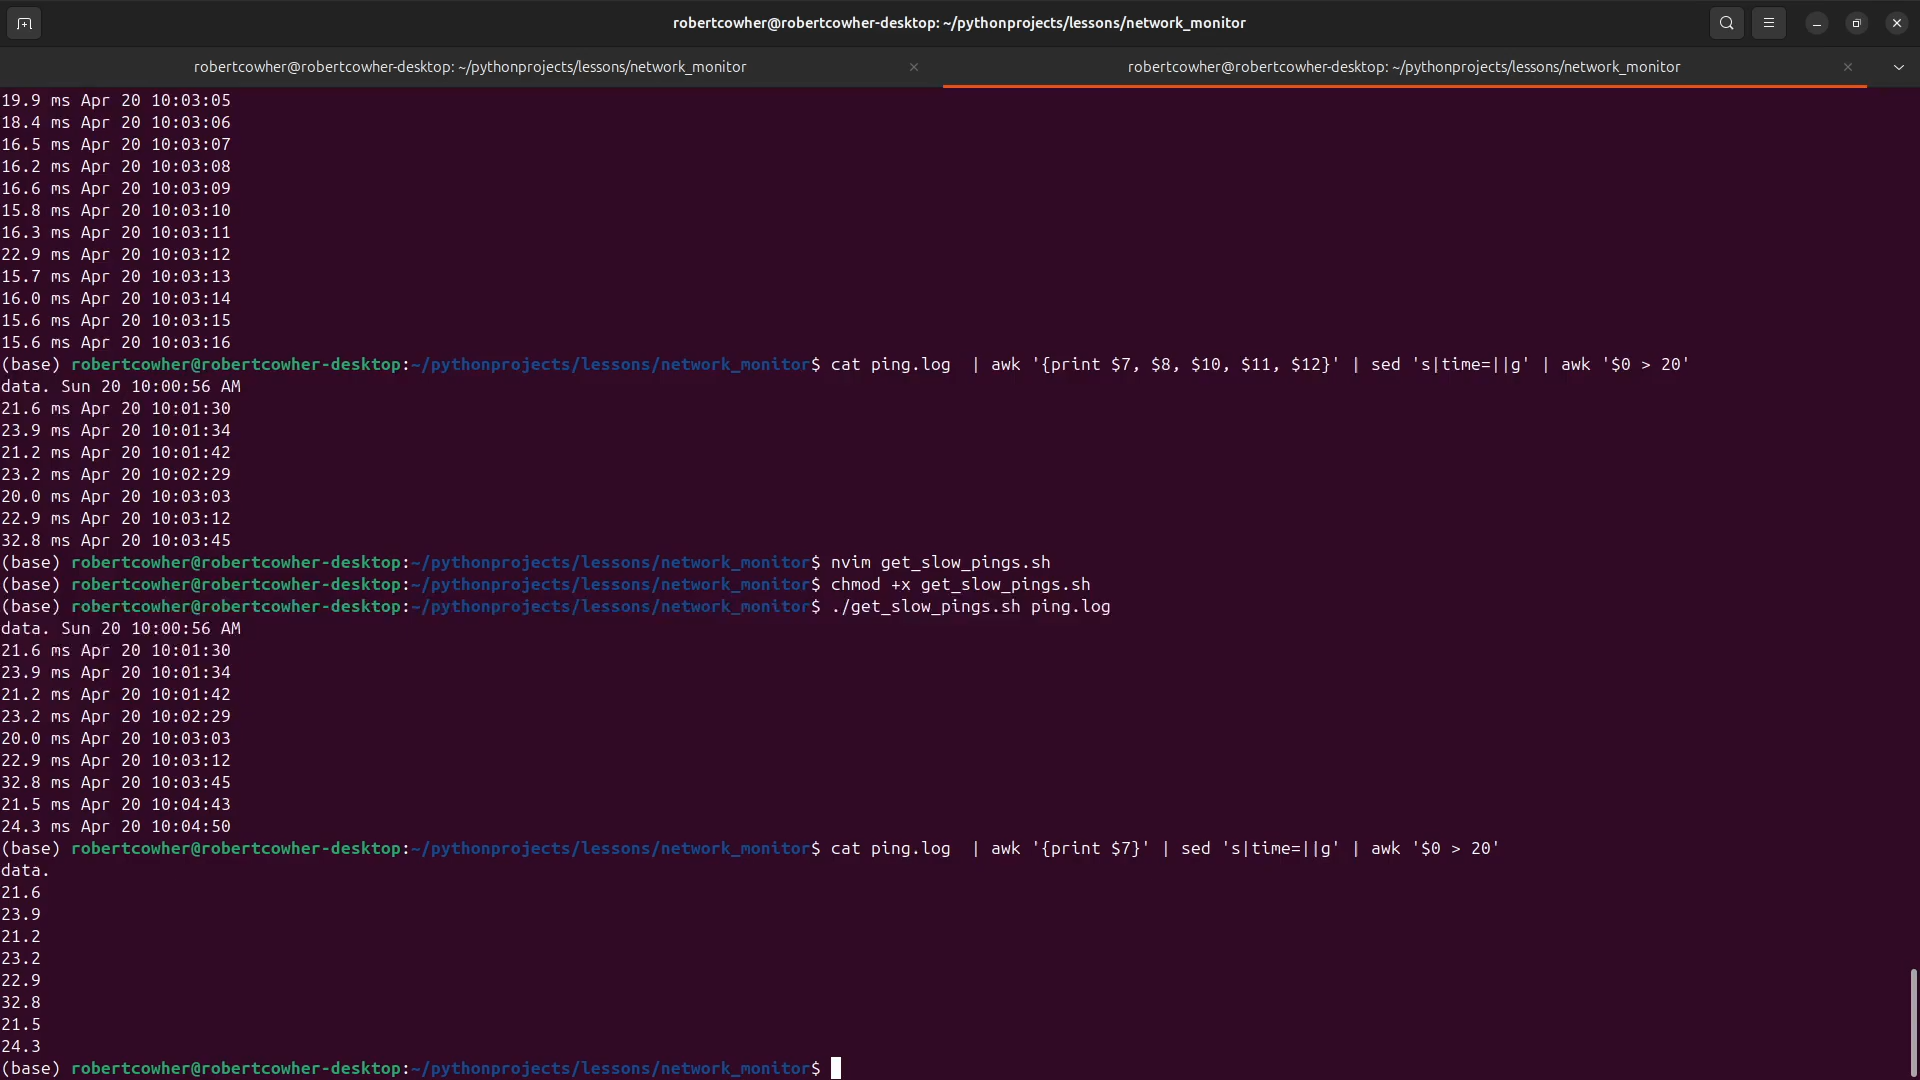 robertcowher@robertcowher-desktop: ~/pythonprojects/lessons/network_monitor
robertcowher@robertcowher-desktop: ~/pythonprojects/lessons/network_monitor
robertcowher@robertcowher-desktop: ~/pythonprojects/lessons/network_monitor
19.9 ms Apr 20 10:03:05
18.4 ms Apr 20 10:03:06
16.5 ms Apr 20 10:03:07
16.2 ms Apr 20 10:03:08
16.6 ms Apr 20 10:03:09
15.8 ms Apr 20 10:03:10
16.3 ms Apr 20 10:03:11
22.9 ms Apr 20 10:03:12
15.7 ms Apr 20 10:03:13
16.0 ms Apr 20 10:03:14
15.6 ms Apr 20 10:03:15
15.6 ms Apr 20 10:03:16
(base) robertcowher@robertcowher-desktop:~/pythonprojects/lessons/network_monitor$ cat ping.log  | awk '{print $7, $8, $10, $11, $12}' | sed 's|time=||g' | awk '$0 > 20'
data. Sun 20 10:00:56 AM
21.6 ms Apr 20 10:01:30
23.9 ms Apr 20 10:01:34
21.2 ms Apr 20 10:01:42
23.2 ms Apr 20 10:02:29
20.0 ms Apr 20 10:03:03
22.9 ms Apr 20 10:03:12
32.8 ms Apr 20 10:03:45
(base) robertcowher@robertcowher-desktop:~/pythonprojects/lessons/network_monitor$ nvim get_slow_pings.sh
(base) robertcowher@robertcowher-desktop:~/pythonprojects/lessons/network_monitor$ chmod +x get_slow_pings.sh
(base) robertcowher@robertcowher-desktop:~/pythonprojects/lessons/network_monitor$ ./get_slow_pings.sh ping.log
data. Sun 20 10:00:56 AM
21.6 ms Apr 20 10:01:30
23.9 ms Apr 20 10:01:34
21.2 ms Apr 20 10:01:42
23.2 ms Apr 20 10:02:29
20.0 ms Apr 20 10:03:03
22.9 ms Apr 20 10:03:12
32.8 ms Apr 20 10:03:45
21.5 ms Apr 20 10:04:43
24.3 ms Apr 20 10:04:50
(base) robertcowher@robertcowher-desktop:~/pythonprojects/lessons/network_monitor$ cat ping.log  | awk '{print $7}' | sed 's|time=||g' | awk '$0 > 20'
data.
21.6
23.9
21.2
23.2
22.9
32.8
21.5
24.3
(base) robertcowher@robertcowher-desktop:~/pythonprojects/lessons/network_monitor$